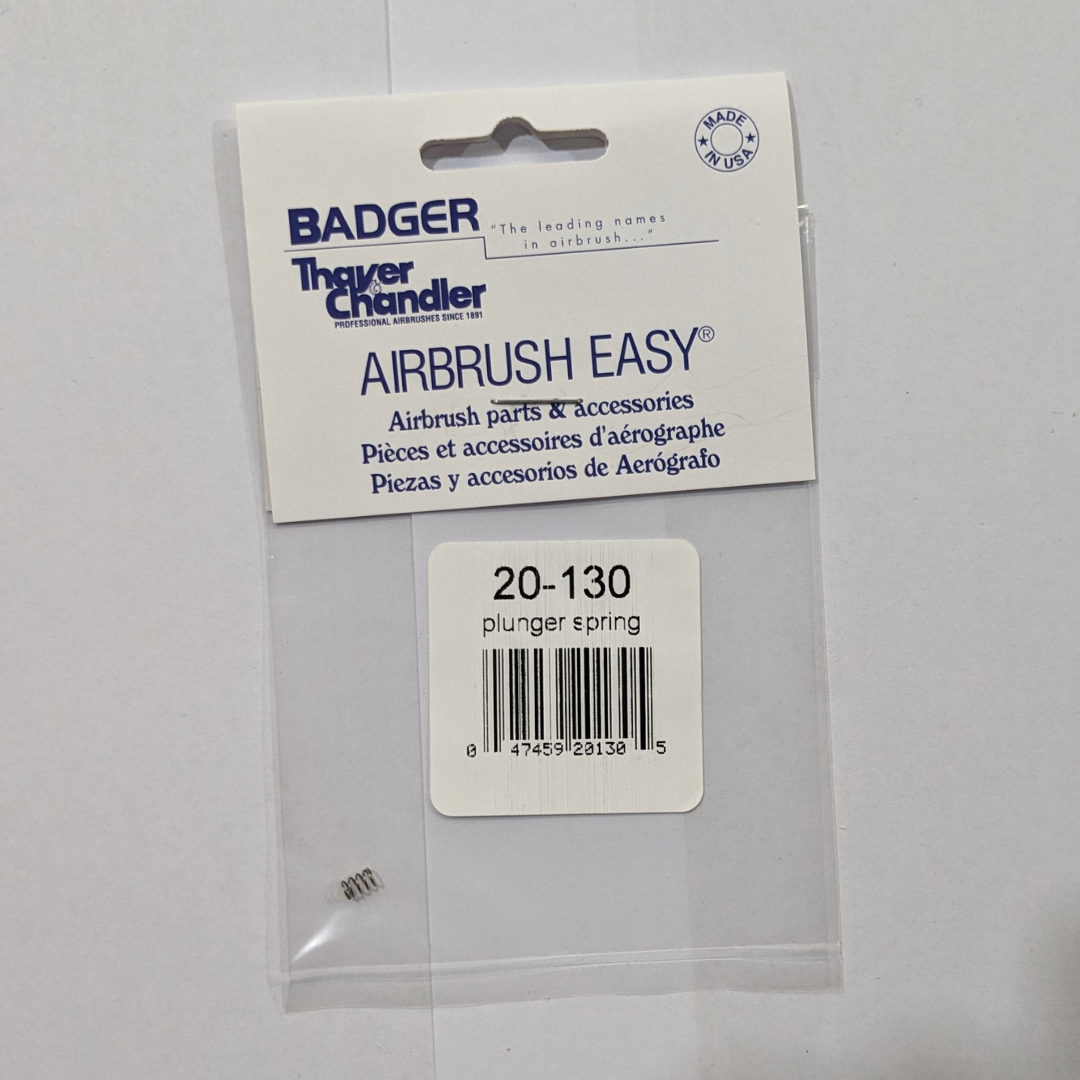 MADE
IN USA
BADGER
"The leading names
in airbrush..."
Thayer
& Chandler
PROFESSIONAL AIRBRUSHES SINCE 1891
AIRBRUSH EASY®
Airbrush parts & accessories
Pièces et accessoires d'aérographe
Piezas y accesorios de Aerógrafo
20-130
plunger spring
0 47459 20130 5